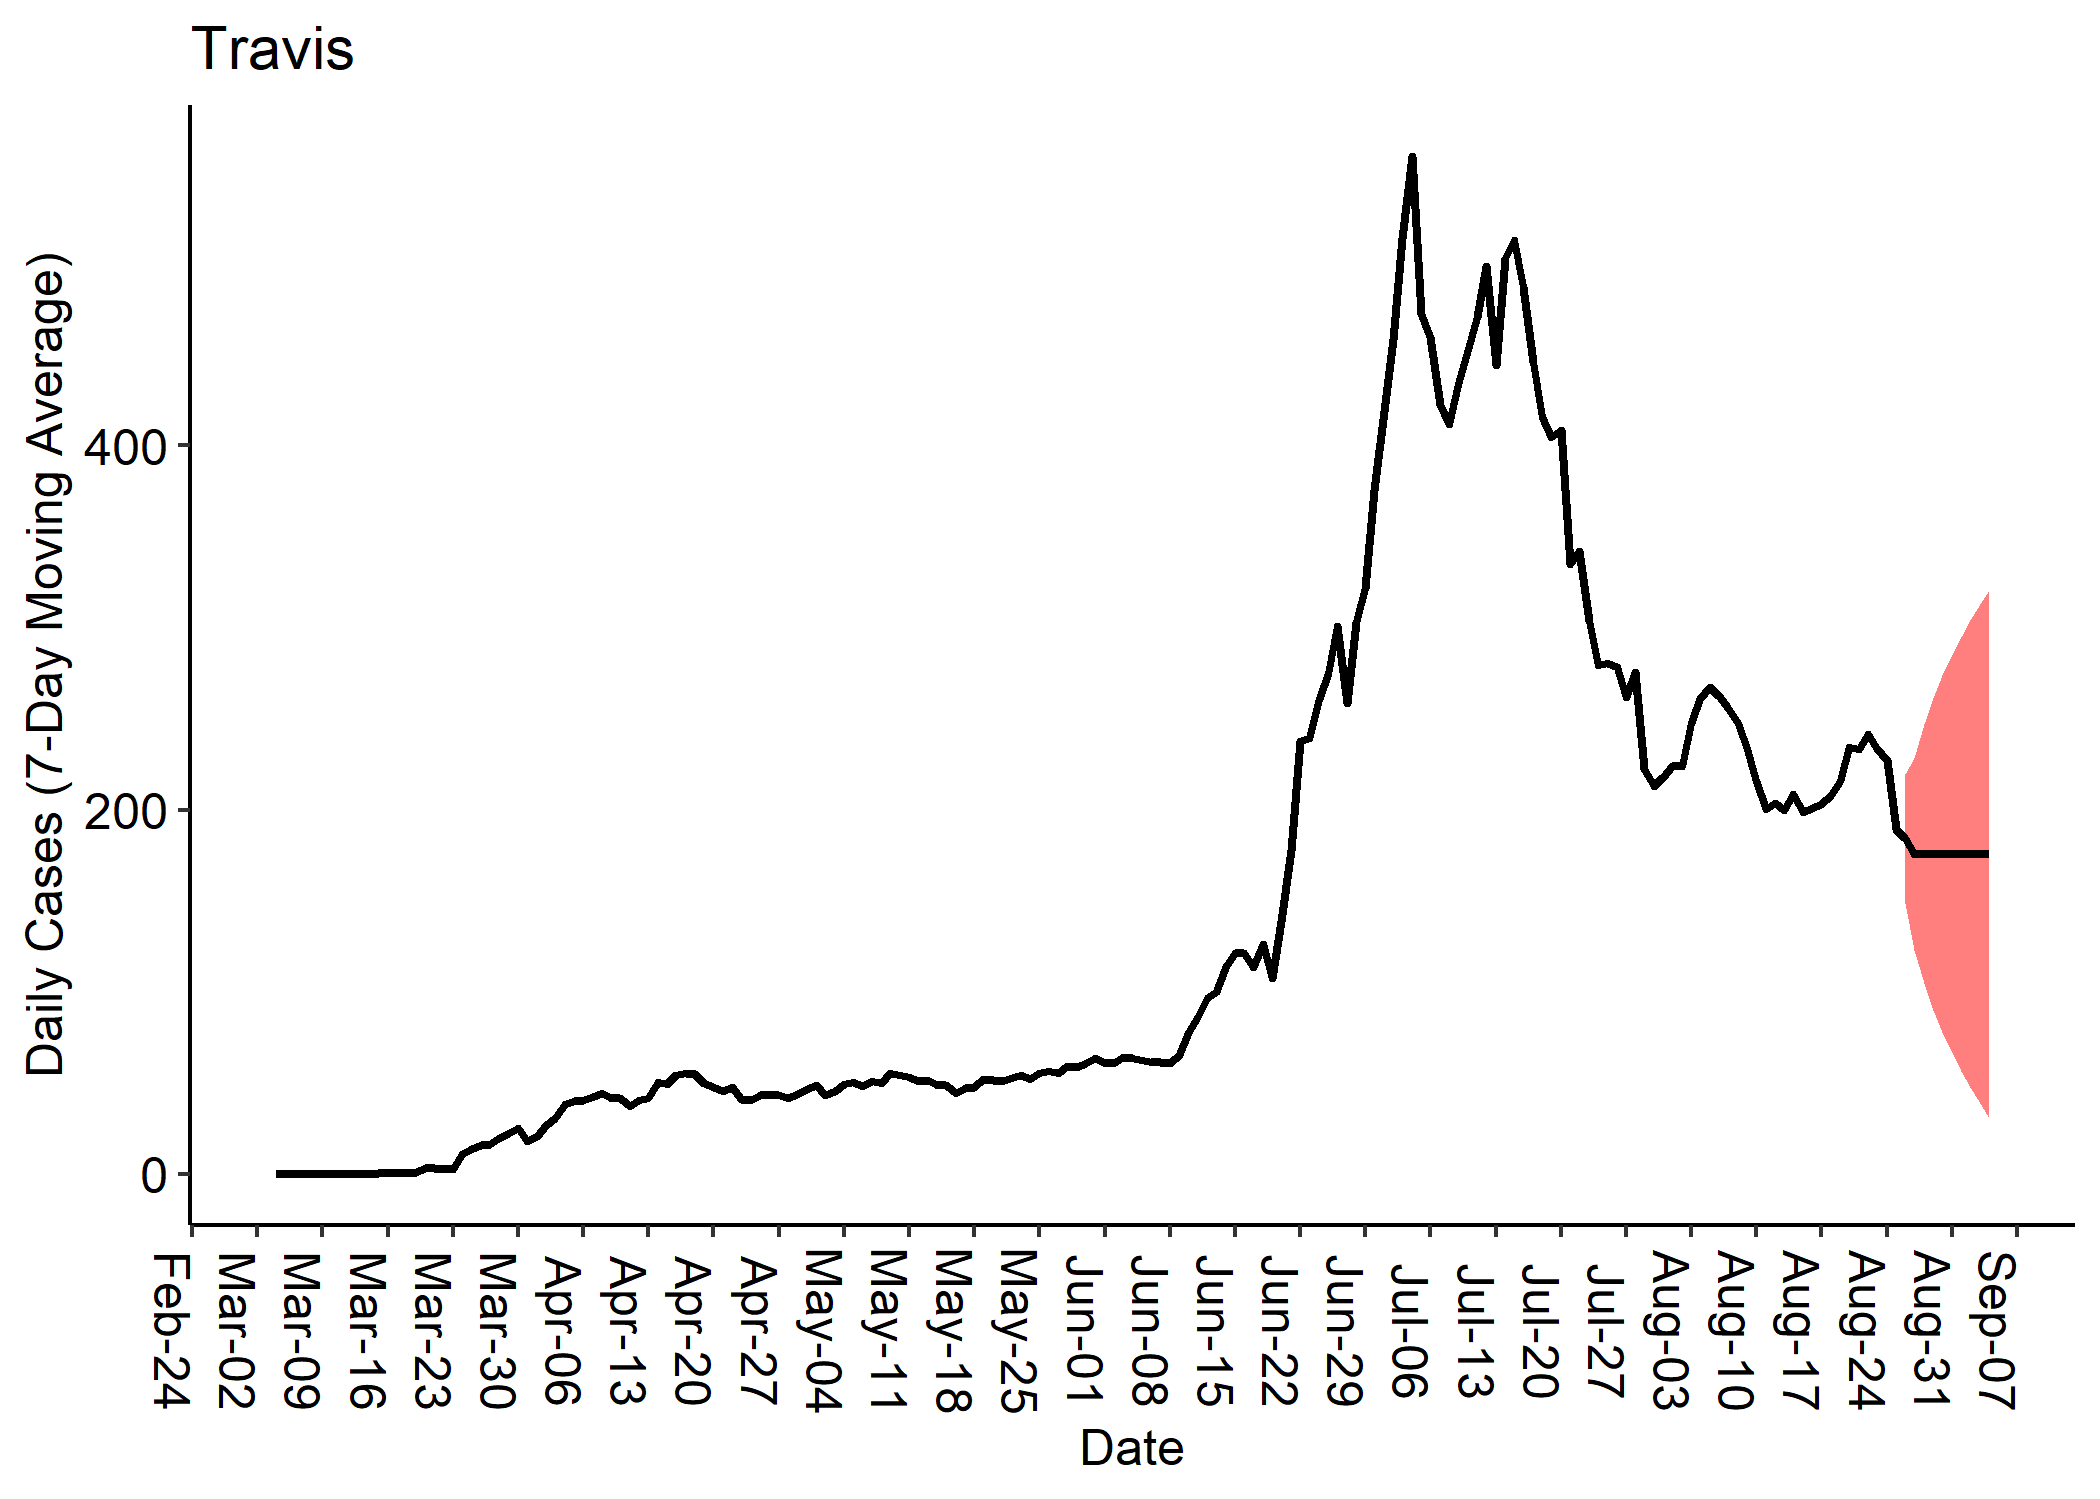 Travis
Daily Cases (7-Day Moving Average)
400
200
0
Feb-24
Mar-02
Mar-09
Mar-16
Mar-23
Mar-30
Apr-06
Apr-13
Apr-20
Apr-27
May-04
May-11
May-18
May-25
Jun-01
Jun-08
Jun-15
Jun-22
Jun-29
Jul-06
Jul-13
Jul-20
Jul-27
Aug-03
Aug-10
Aug-17
Aug-24
Aug-31
Sep-07
Date